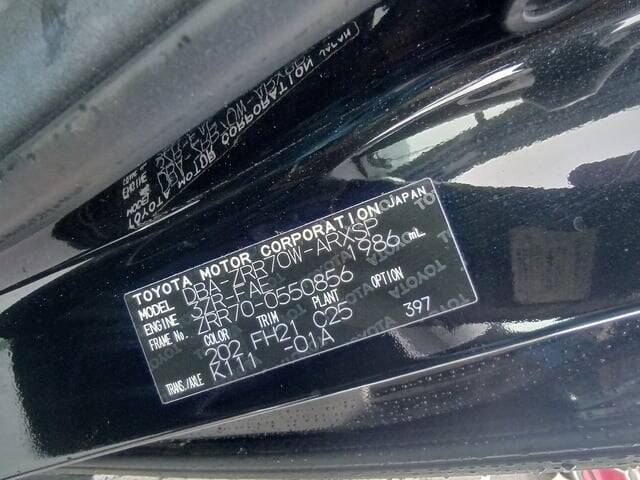 TOYOTA MOTOR CORPORATION JAPAN
MODEL DBA-ZRR70W-ARXSP
ENGINE 3ZR-FAE 1986 mL
FRAME No. ZRR70-0550856
COLOR TRIM PLANT OPTION
202 FH21 C25 397
TRANS./AXLE K111 -01A